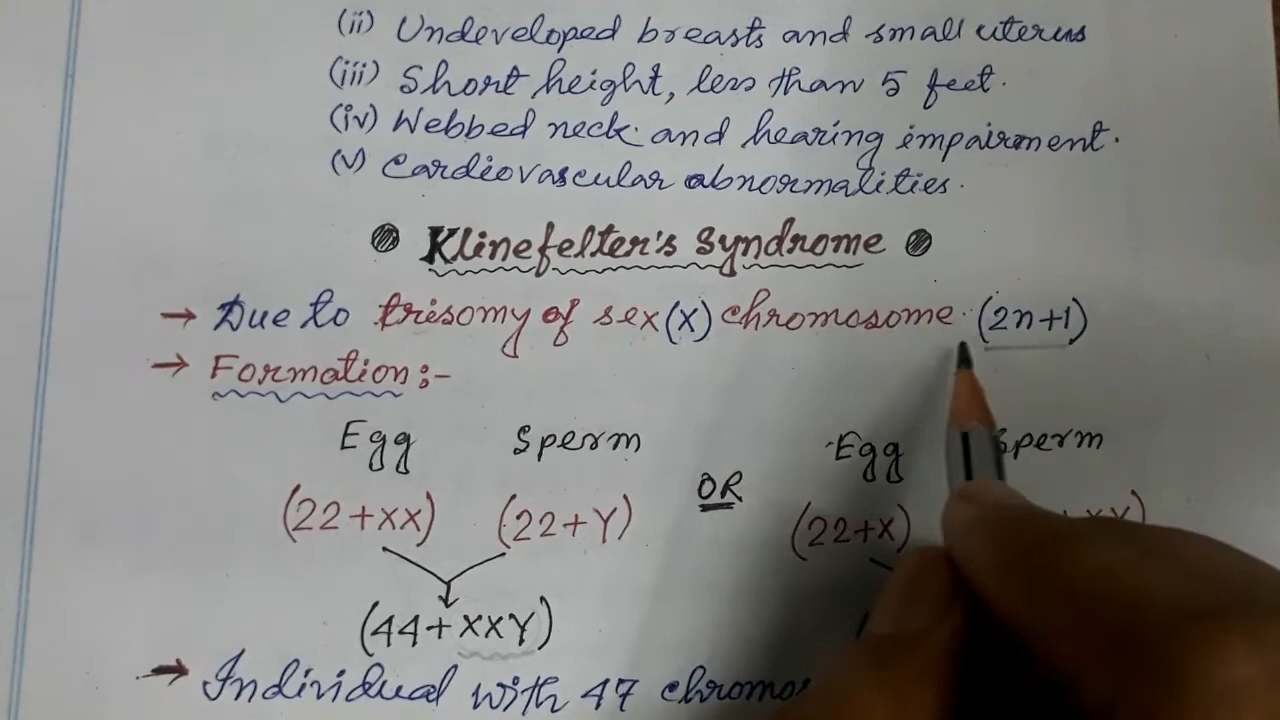 (ii) Undeveloped breasts and small uterus
(iii) Short height, less than 5 feet.
(iv) Webbed neck and hearing impairment.
(v) Cardiovascular abnormalities.
Klinefelter's Syndrome
→ Due to trisomy of sex (X) chromosome (2n+1)
→ Formation:-
Egg Sperm Egg Sperm
(22+XX) (22+Y) OR (22+X)
(44+XXY)
→ Individual with 47